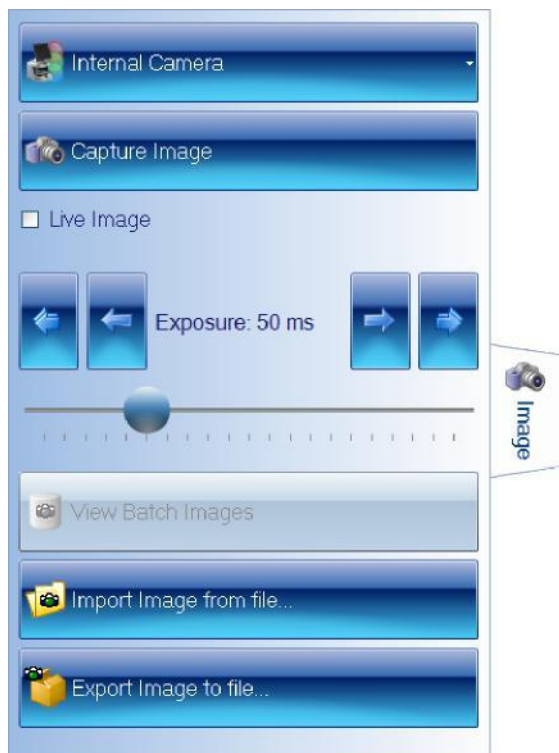 Internal Camera
Capture Image
Live Image
Exposure: 50 ms
Image
View Batch Images
Import Image from file...
Export Image to file...